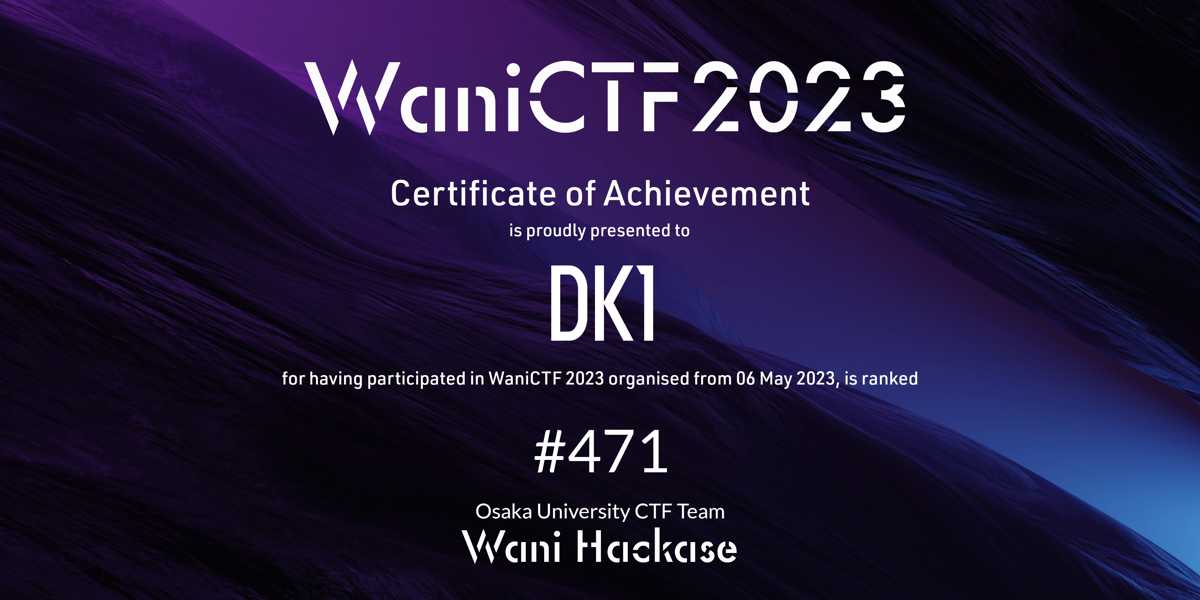 WaniCTF2023
Certificate of Achievement
is proudly presented to
DK1
for having participated in WaniCTF 2023 organised from 06 May 2023, is ranked
#471
Osaka University CTF Team
Wani Hackase